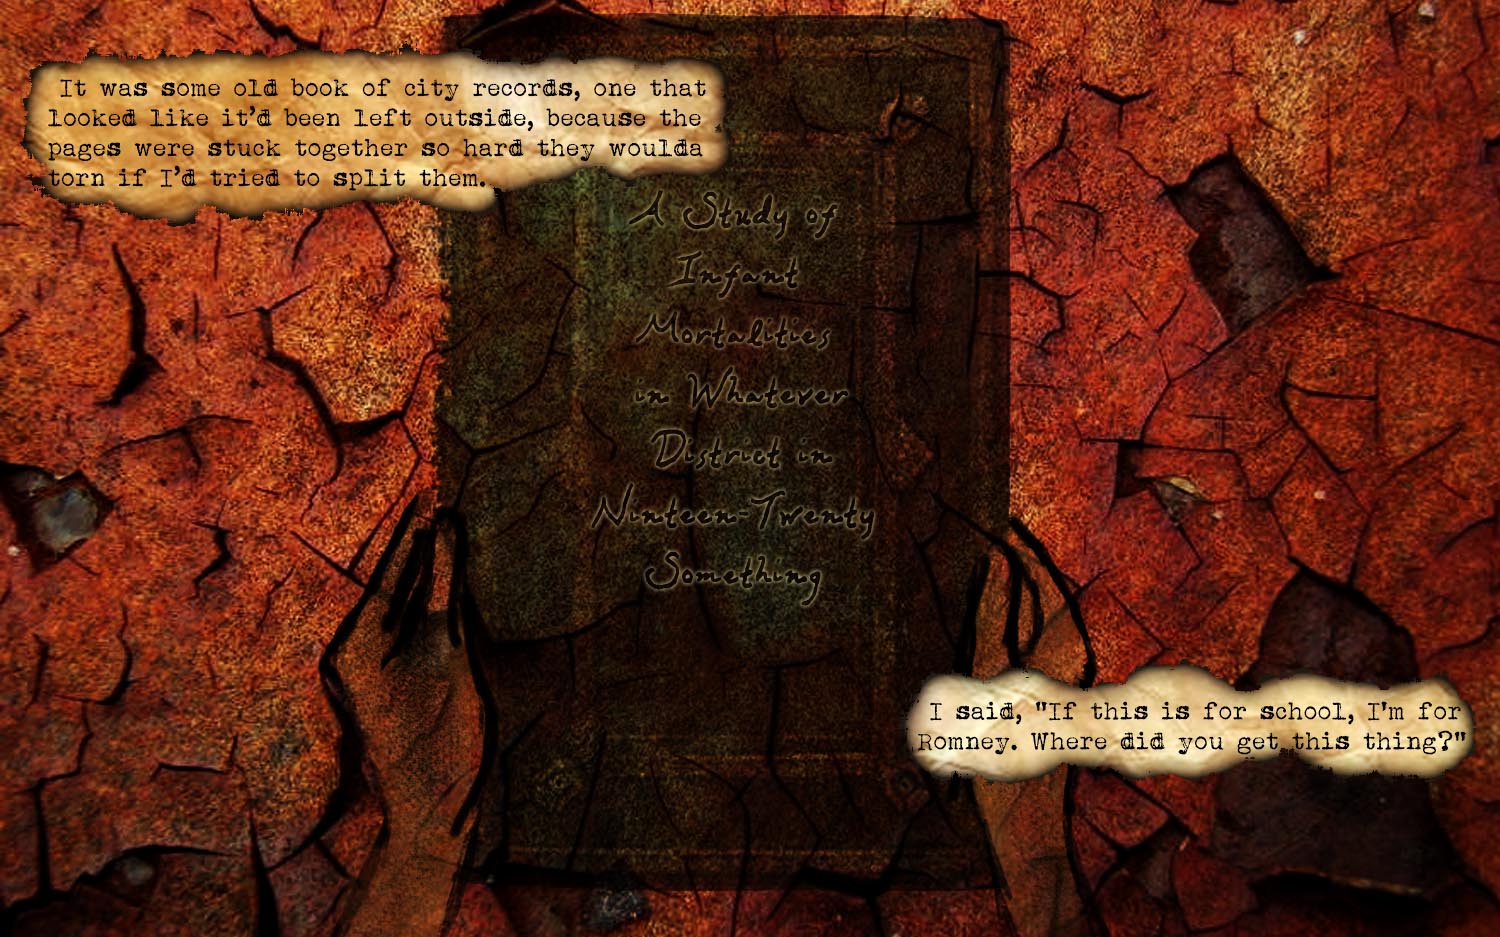 It was some old book of city records, one that
looked like it’d been left outside, because the
pages were stuck together so hard they woulda
torn if I’d tried to split them.
A Study of
Infant
Mortalities
in Whatever
District in
Ninteen-Twenty
Something
I said, "If this is for school, I'm for
Romney. Where did you get this thing?"